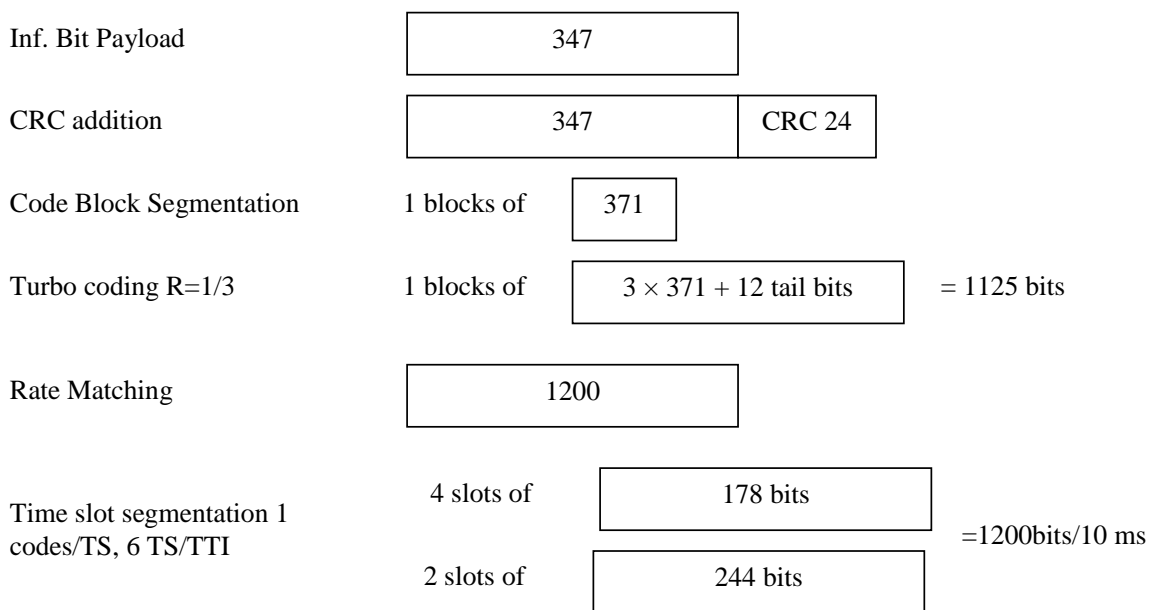 Inf. Bit Payload 347
CRC addition 347 CRC 24
Code Block Segmentation 1 blocks of 371
Turbo coding R=1/3 1 blocks of 3 × 371 + 12 tail bits = 1125 bits
Rate Matching 1200
4 slots of 178 bits
Time slot segmentation 1
codes/TS, 6 TS/TTI
=1200bits/10 ms
2 slots of 244 bits